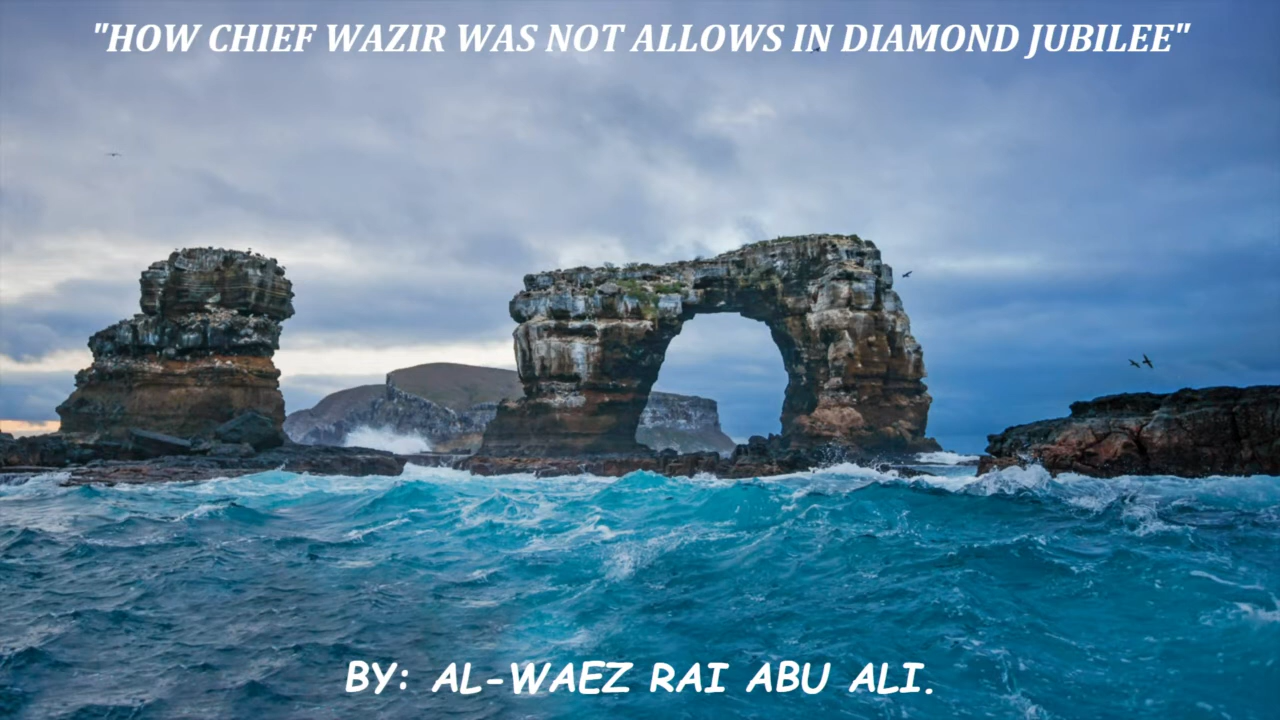 "HOW CHIEF WAZIR WAS NOT ALLOWS IN DIAMOND JUBILEE"
BY: AL-WAEZ RAI ABU ALI.